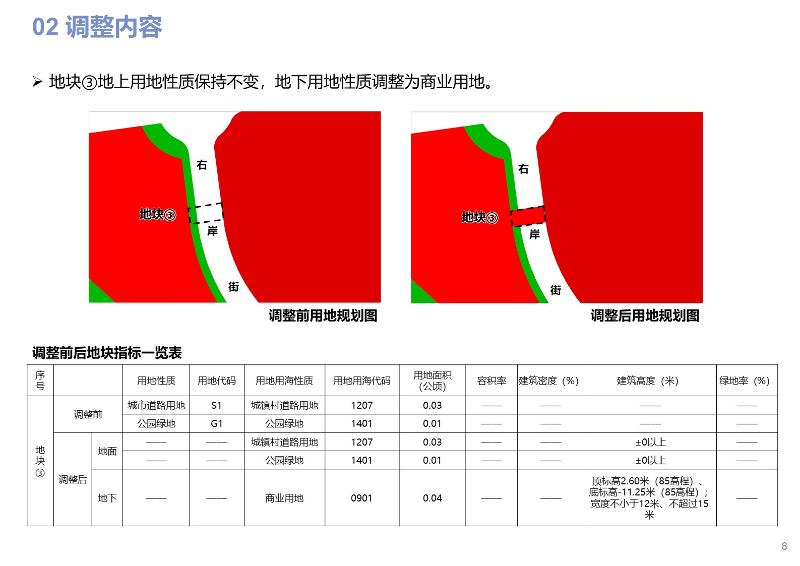 02 调整内容
➢ 地块③地上用地性质保持不变，地下用地性质调整为商业用地。
右
地块③
岸
街
调整前用地规划图
右
地块③
岸
街
调整后用地规划图
调整前后地块指标一览表
序号 用地性质 用地代码 用地用海性质 用地用海代码 用地面积（公顷） 容积率 建筑密度（%） 建筑高度（米） 绿地率（%）
地块③ 调整前 城市道路用地 S1 城镇村道路用地 1207 0.03 —— —— —— ——
公园绿地 G1 公园绿地 1401 0.01 —— —— —— ——
调整后 地面 —— —— 城镇村道路用地 1207 0.03 —— —— ±0以上 ——
—— —— 公园绿地 1401 0.01 —— —— ±0以上 ——
地下 —— —— 商业用地 0901 0.04 —— —— 顶标高2.60米（85高程）、
底标高-11.25米（85高程）；
宽度不小于12米、不超过15
米 ——
8